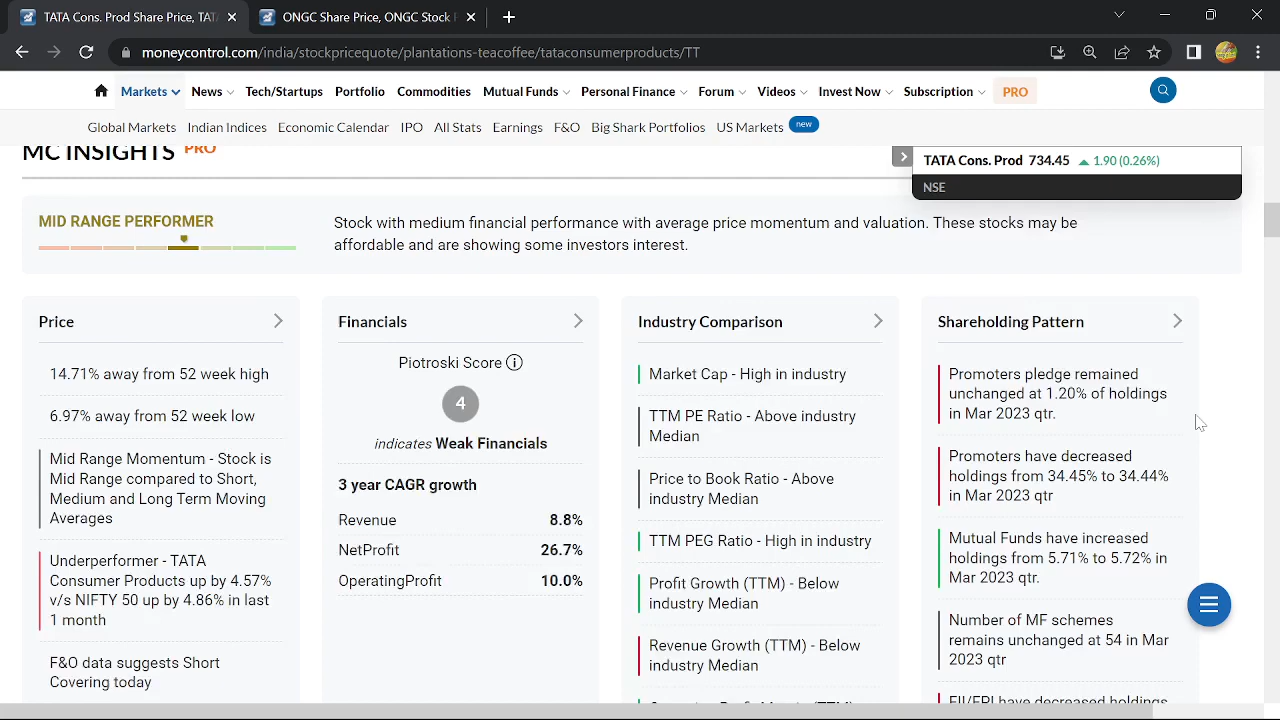 TATA Consumer Products Price, TATA
ONGC Share Price, ONGC Stock P
moneycontrol.com/india/stockpricequote/plantations-teacoffee/tataconsumerproducts/TT
Markets News Tech/Startups Portfolio Commodities Mutual Funds Personal Finance Forum Videos Invest Now Subscription PRO
Global Markets Indian Indices Economic Calendar IPO All Stats Earnings F&O Big Shark Portfolios US Markets new
MC INSIGHTS PRO
TATA Cons. Prod 734.45 1.90 (0.26%)
NSE
MID RANGE PERFORMER
Stock with medium financial performance with average price momentum and valuation. These stocks may be
affordable and are showing some investors interest.
Price
14.71% away from 52 week high
6.97% away from 52 week low
Mid Range Momentum - Stock is
Mid Range compared to Short,
Medium and Long Term Moving
Averages
Underperformer - TATA
Consumer Products up by 4.57%
v/s NIFTY 50 up by 4.86% in last
1 month
F&O data suggests Short
Covering today
Financials
Piotroski Score
4
indicates Weak Financials
3 year CAGR growth
Revenue 8.8%
NetProfit 26.7%
OperatingProfit 10.0%
Industry Comparison
Market Cap - High in industry
TTM PE Ratio - Above industry
Median
Price to Book Ratio - Above
industry Median
TTM PEG Ratio - High in industry
Profit Growth (TTM) - Below
industry Median
Revenue Growth (TTM) - Below
industry Median
Shareholding Pattern
Promoters pledge remained
unchanged at 1.20% of holdings
in Mar 2023 qtr.
Promoters have decreased
holdings from 34.45% to 34.44%
in Mar 2023 qtr
Mutual Funds have increased
holdings from 5.71% to 5.72% in
Mar 2023 qtr.
Number of MF schemes
remains unchanged at 54 in Mar
2023 qtr
FII/FPI have decreased holdings